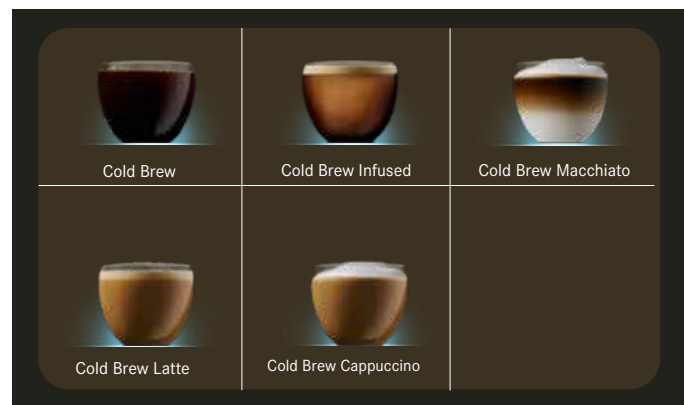 Cold Brew
Cold Brew Infused
Cold Brew Macchiato
Cold Brew Latte
Cold Brew Cappuccino